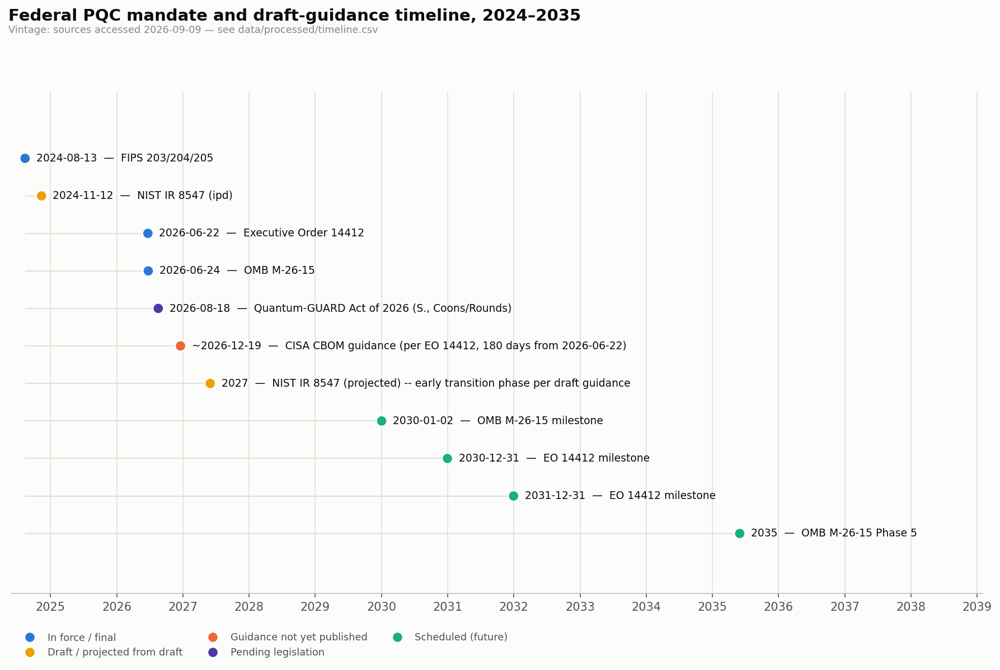 Federal PQC mandate and draft-guidance timeline, 2024–2035
Vintage: sources accessed 2026-09-09 — see data/processed/timeline.csv
2024-08-13 — FIPS 203/204/205
2024-11-12 — NIST IR 8547 (ipd)
2026-06-22 — Executive Order 14412
2026-06-24 — OMB M-26-15
2026-08-18 — Quantum-GUARD Act of 2026 (S., Coons/Rounds)
~2026-12-19 — CISA CBOM guidance (per EO 14412, 180 days from 2026-06-22)
2027 — NIST IR 8547 (projected) -- early transition phase per draft guidance
2030-01-02 — OMB M-26-15 milestone
2030-12-31 — EO 14412 milestone
2031-12-31 — EO 14412 milestone
2035 — OMB M-26-15 Phase 5
2025 2026 2027 2028 2029 2030 2031 2032 2033 2034 2035 2036 2037 2038 2039
In force / final
Draft / projected from draft
Guidance not yet published
Pending legislation
Scheduled (future)